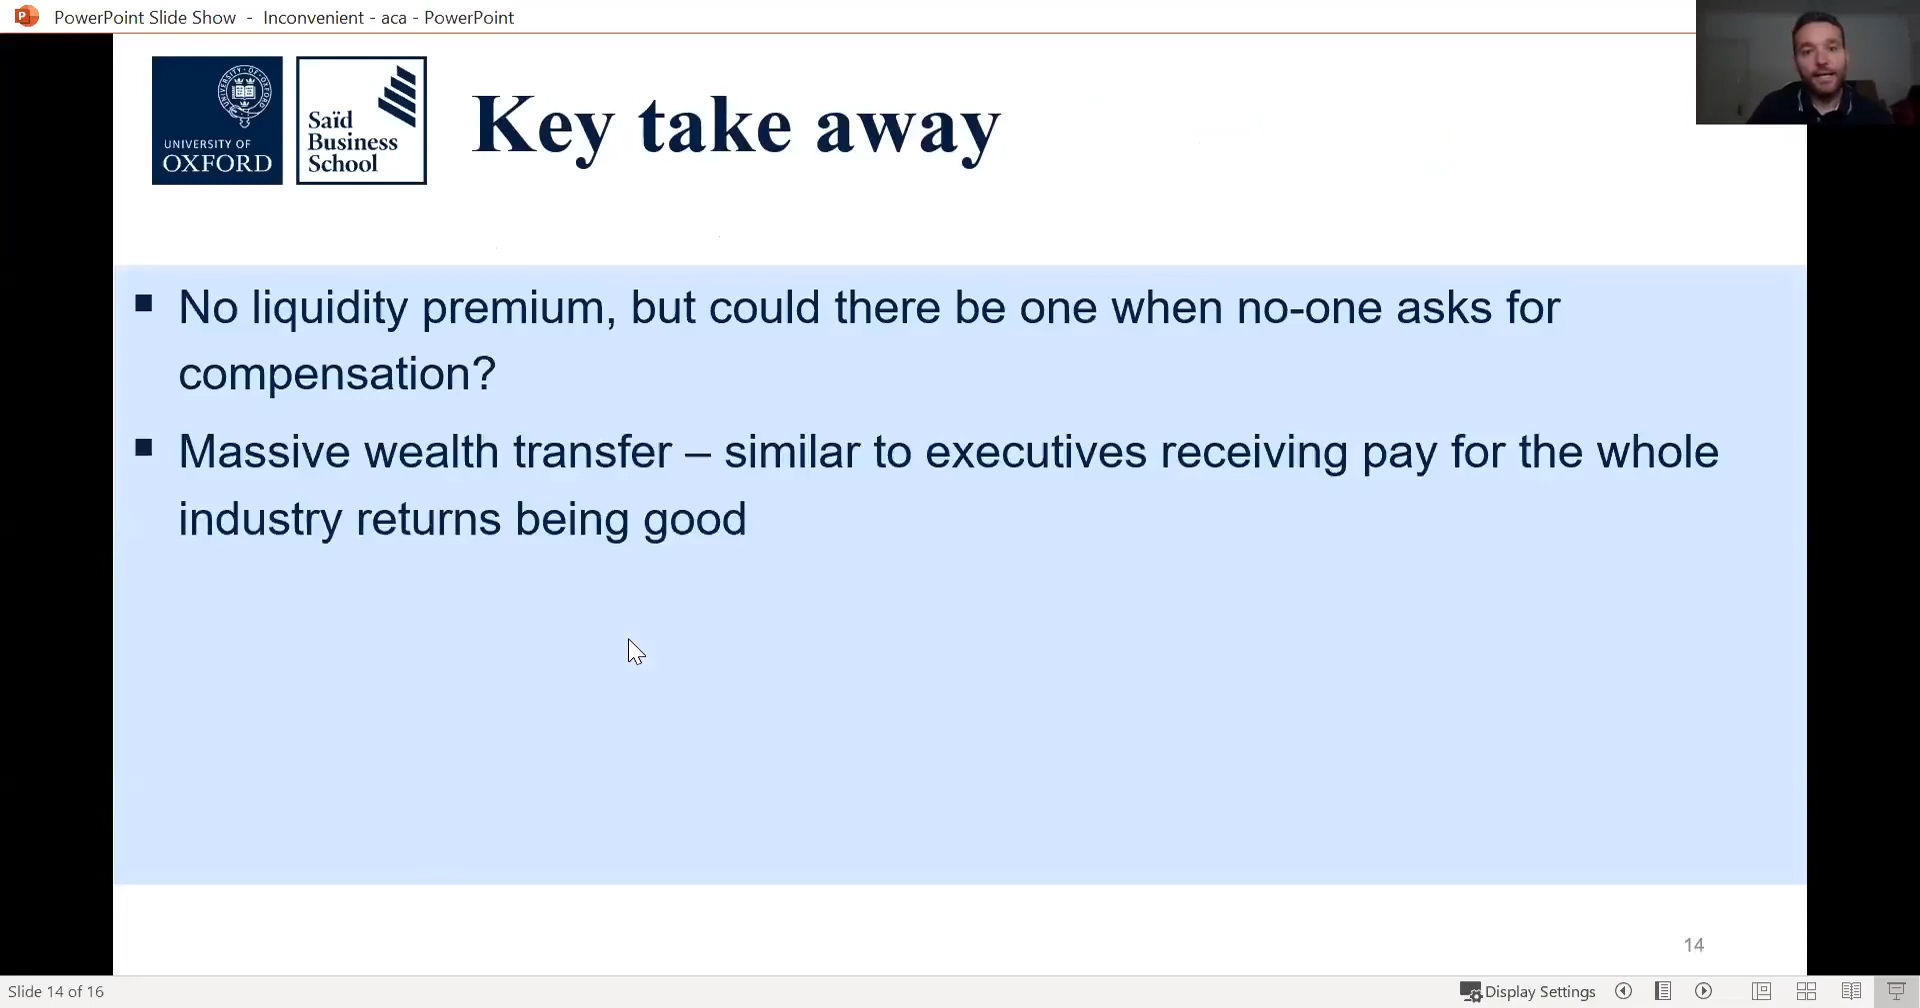 PowerPoint Slide Show - Inconvenient - aca - PowerPoint
UNIVERSITY OF
OXFORD
Saïd
Business
School
Key take away
No liquidity premium, but could there be one when no-one asks for
compensation?
Massive wealth transfer – similar to executives receiving pay for the whole
industry returns being good
14
Slide 14 of 16
Display Settings